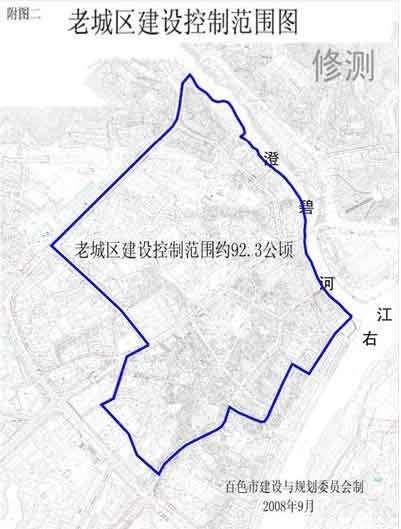 附图二
老城区建设控制范围图
修测
澄
碧
河
老城区建设控制范围约92.3公顷
江
右
百色市建设与规划委员会制
2008年9月